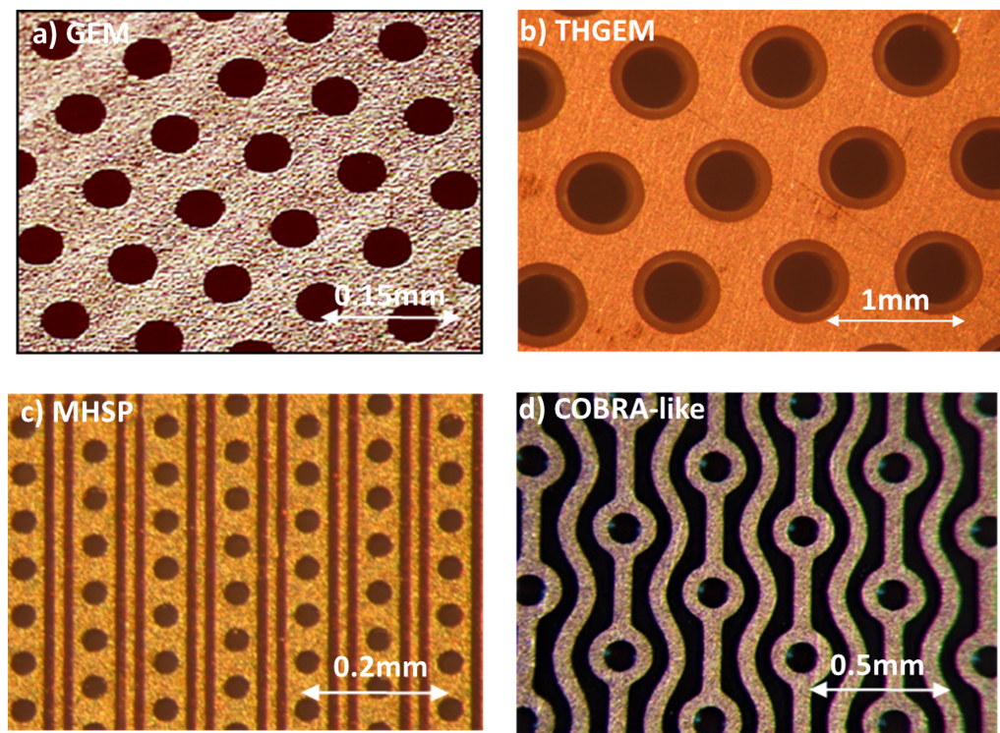 a) GEM
b) THGEM
0.15mm
1mm
c) MHSP
d) COBRA-like
0.2mm
0.5mm